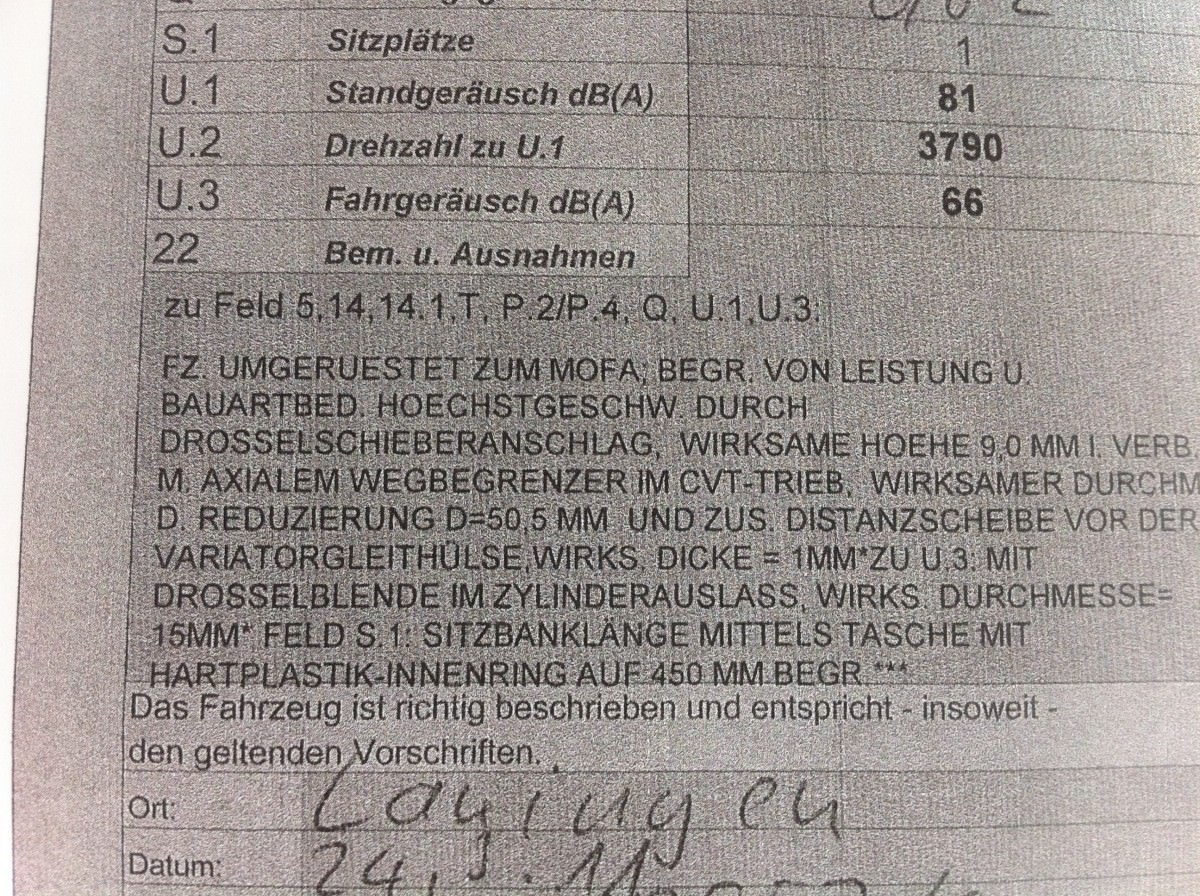 S.1 Sitzplätze 1
U.1 Standgeräusch dB(A) 81
U.2 Drehzahl zu U.1 3790
U.3 Fahrgeräusch dB(A) 66
22 Bem. u. Ausnahmen
zu Feld 5,14,14.1,T, P.2/P.4, Q, U.1,U.3:
FZ. UMGERUESTET ZUM MOFA; BEGR. VON LEISTUNG U.
BAUARTBED. HOECHSTGESCHW. DURCH
DROSSELSCHIEBERANSCHLAG, WIRKSAME HOEHE 9,0 MM I. VERB.
M. AXIALEM WEGBEGRENZER IM CVT-TRIEB, WIRKSAMER DURCHM
D. REDUZIERUNG D=50,5 MM UND ZUS. DISTANZSCHEIBE VOR DER
VARIATORGLEITHÜLSE,WIRKS. DICKE = 1MM*ZU U.3: MIT
DROSSELBLENDE IM ZYLINDERAUSLASS, WIRKS. DURCHMESSE=
15MM* FELD S.1: SITZBANKLÄNGE MITTELS TASCHE MIT
HARTPLASTIK-INNENRING AUF 450 MM BEGR.***
Das Fahrzeug ist richtig beschrieben und entspricht - insoweit -
den geltenden Vorschriften.
Ort:
Datum: 24.